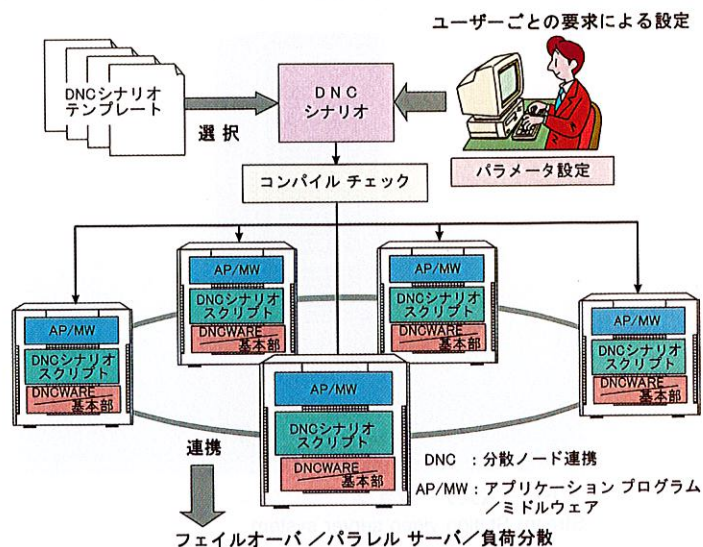 ユーザーごとの要求による設定
DNCシナリオ
テンプレート
選択
DNC
シナリオ
パラメータ設定
コンパイル チェック
AP/MW
DNCシナリオ
スクリプト
DNCWARE
基本部
AP/MW
DNCシナリオ
スクリプト
DNCWARE
基本部
AP/MW
DNCシナリオ
スクリプト
DNCWARE
基本部
AP/MW
DNCシナリオ
スクリプト
DNCWARE
基本部
AP/MW
DNCシナリオ
スクリプト
DNCWARE
基本部
連携
DNC :分散ノード連携
AP/MW:アプリケーション プログラム
/ミドルウェア
フェイルオーバ/パラレル サーバ/負荷分散